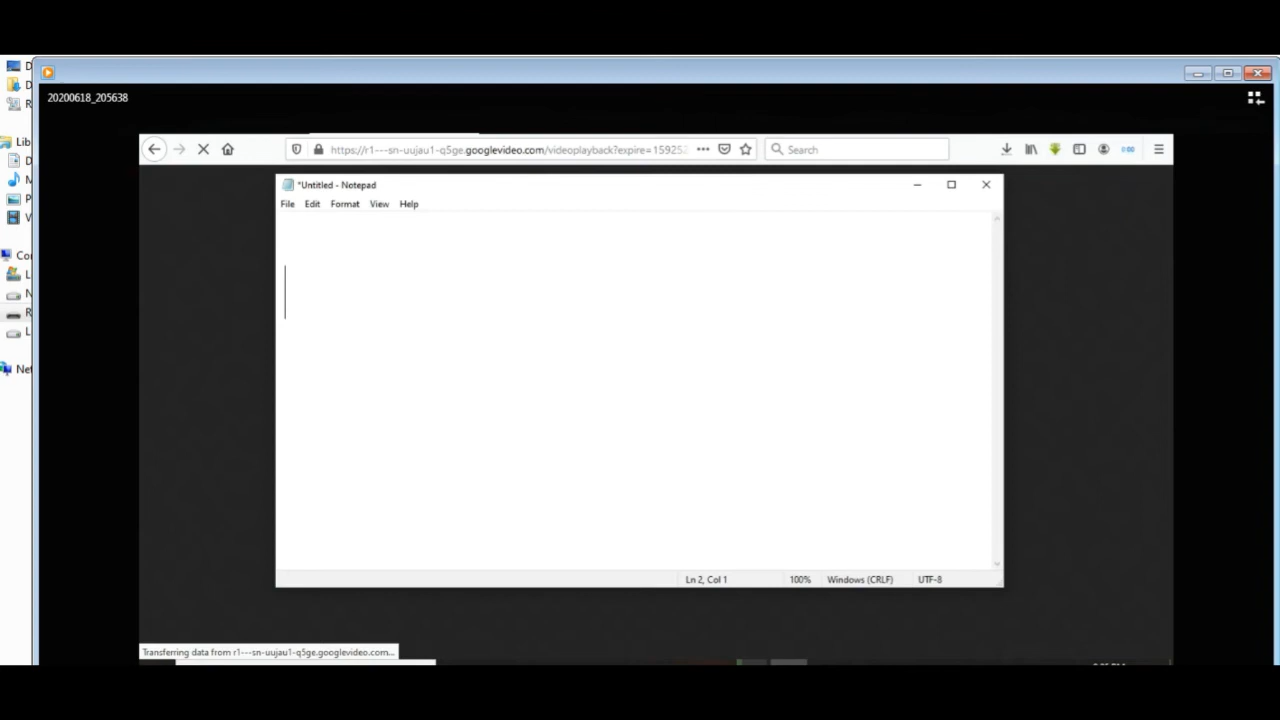 20200618_205638
https://r1---sn-uujau1-q5ge.googlevideo.com/videoplayback?expire=15925
Search
*Untitled - Notepad
File Edit Format View Help
Lib
Ln 2, Col 1 100% Windows (CRLF) UTF-8
Transferring data from r1---sn-uujau1-q5ge.googlevideo.com...